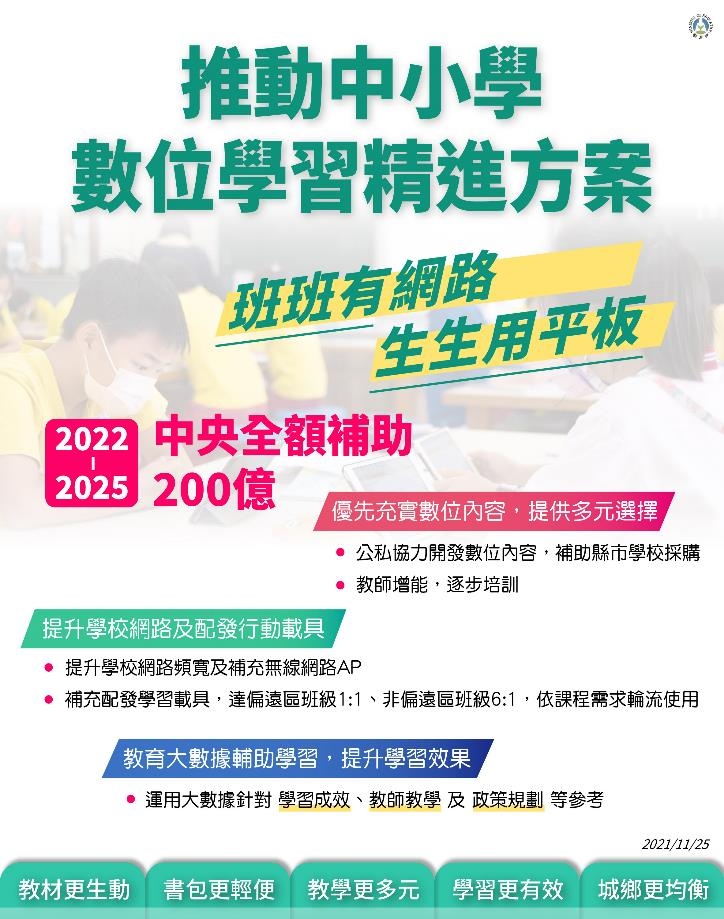 推動中小學
數位學習精進方案
班班有網路
生生用平板
2022
-
2025
中央全額補助
200億
優先充實數位內容，提供多元選擇
• 公私協力開發數位內容，補助縣市學校採購
• 教師增能，逐步培訓
提升學校網路及配發行動載具
• 提升學校網路頻寬及補充無線網路AP
• 補充配發學習載具，達偏遠區班級1:1、非偏遠區班級6:1，依課程需求輪流使用
教育大數據輔助學習，提升學習效果
• 運用大數據針對 學習成效、教師教學 及 政策規劃 等參考
2021/11/25
教材更生動
書包更輕便
教學更多元
學習更有效
城鄉更均衡